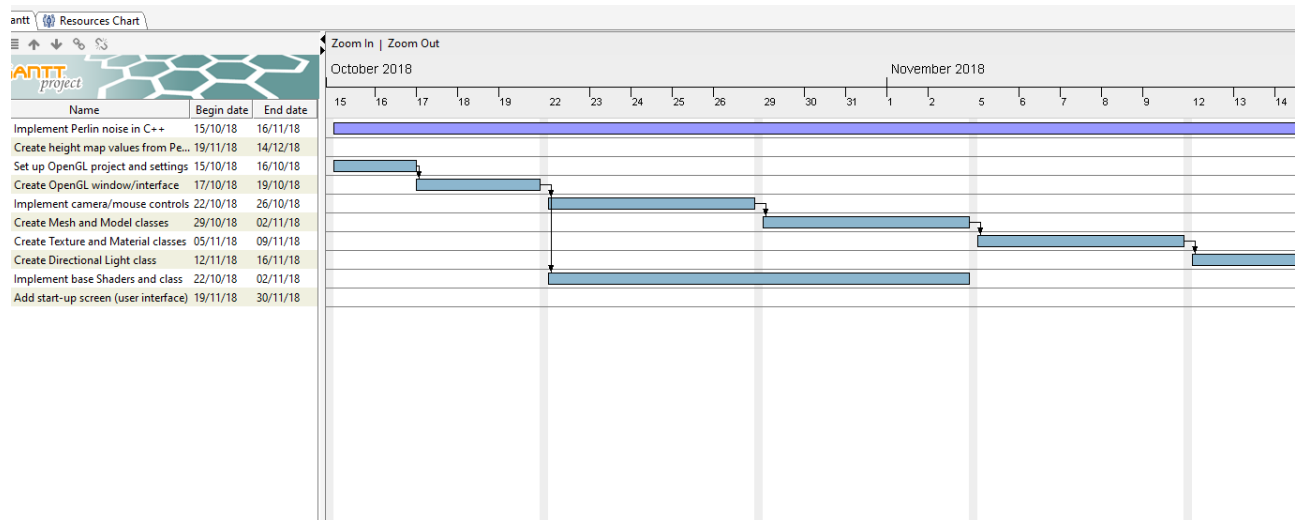 antt Resources Chart
Zoom In | Zoom Out
October 2018 November 2018
ANTT
project
Name Begin date End date
15 16 17 18 19 22 23 24 25 26 29 30 31 1 2 5 6 7 8 9 12 13 14
Implement Perlin noise in C++ 15/10/18 16/11/18
Create height map values from Pe... 19/11/18 14/12/18
Set up OpenGL project and settings 15/10/18 16/10/18
Create OpenGL window/interface 17/10/18 19/10/18
Implement camera/mouse controls 22/10/18 26/10/18
Create Mesh and Model classes 29/10/18 02/11/18
Create Texture and Material classes 05/11/18 09/11/18
Create Directional Light class 12/11/18 16/11/18
Implement base Shaders and class 22/10/18 02/11/18
Add start-up screen (user interface) 19/11/18 30/11/18